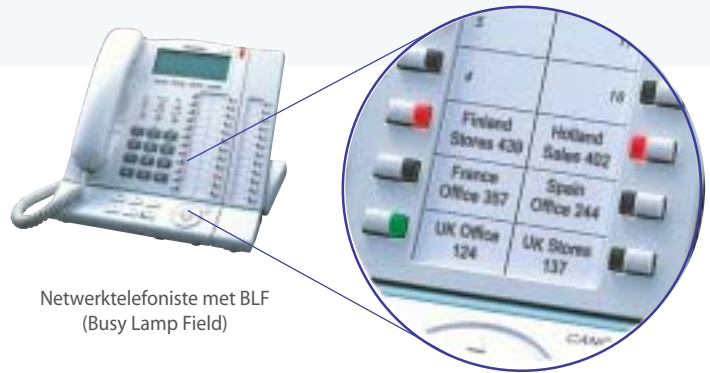 3
4
16
Finland
Stores 439
Holland
Sales 402
France
Office 357
Spain
Office 244
UK Office
124
UK Stores
137
Netwerktelefoniste met BLF
(Busy Lamp Field)